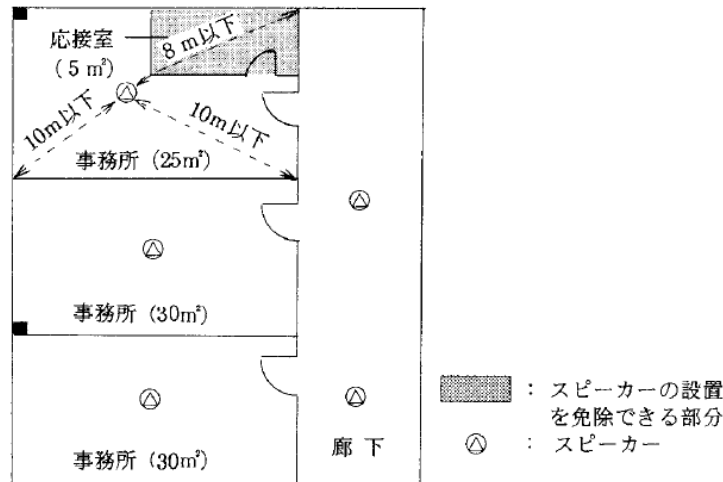 応接室
(5㎡)
8m以下
10m以下
10m以下
事務所(25㎡)
事務所(30㎡)
事務所(30㎡)
廊下
:スピーカーの設置
を免除できる部分
:スピーカー